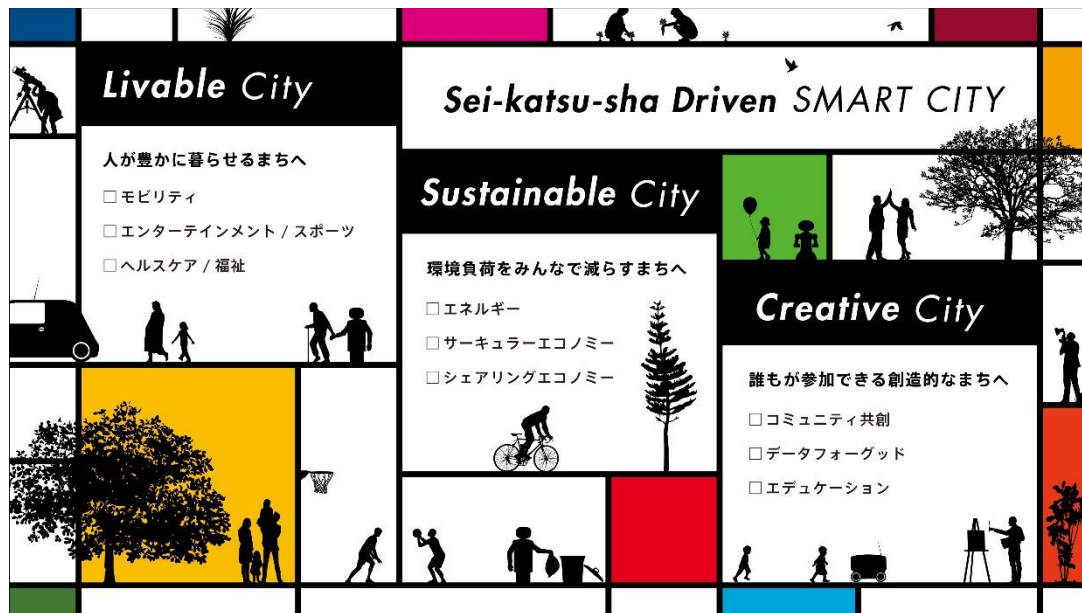 Livable City
人が豊かに暮らせるまちへ
□モビリティ
□エンターテインメント / スポーツ
□ヘルスケア / 福祉
Sei-katsu-sha Driven SMART CITY
Sustainable City
環境負荷をみんなで減らすまちへ
□エネルギー
□サーキュラーエコノミー
□シェアリングエコノミー
Creative City
誰もが参加できる創造的なまちへ
□コミュニティ共創
□データフォーグッド
□エデュケーション